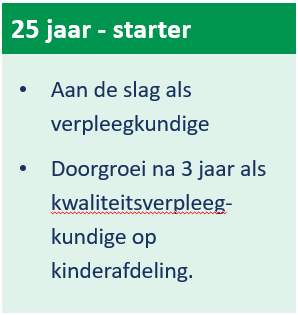 25 jaar - starter
• Aan de slag als
verpleegkundige
• Doorgroei na 3 jaar als
kwaliteitsverpleeg-
kundige op
kinderafdeling.